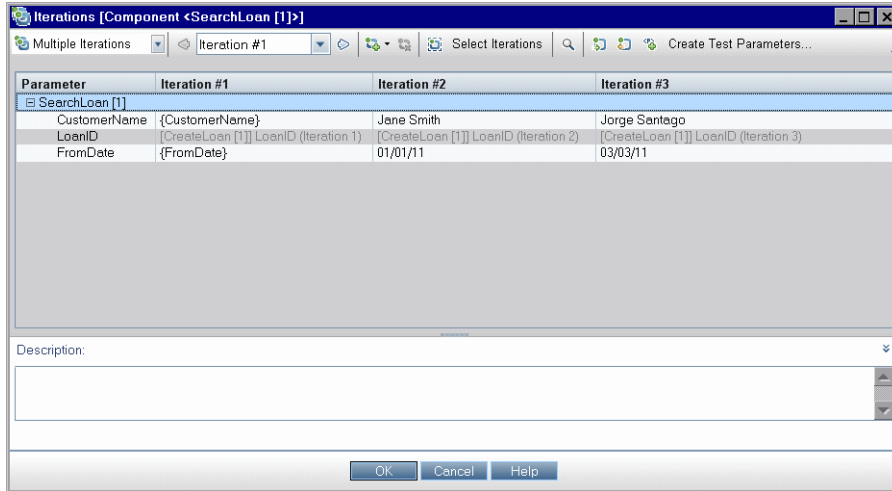 Iterations [Component <SearchLoan [1]>]
Multiple Iterations Iteration #1 Select Iterations Create Test Parameters...
Parameter Iteration #1 Iteration #2 Iteration #3
SearchLoan [1]
CustomerName {CustomerName} Jane Smith Jorge Santago
LoanID [CreateLoan [1]] LoanID (Iteration 1) [CreateLoan [1]] LoanID (Iteration 2) [CreateLoan [1]] LoanID (Iteration 3)
FromDate {FromDate} 01/01/11 03/03/11
Description:
OK Cancel Help